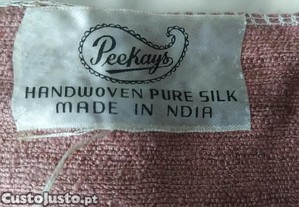 Peekays
HANDWOVEN PURE SILK
MADE IN NDIA
CustoJusto.pt